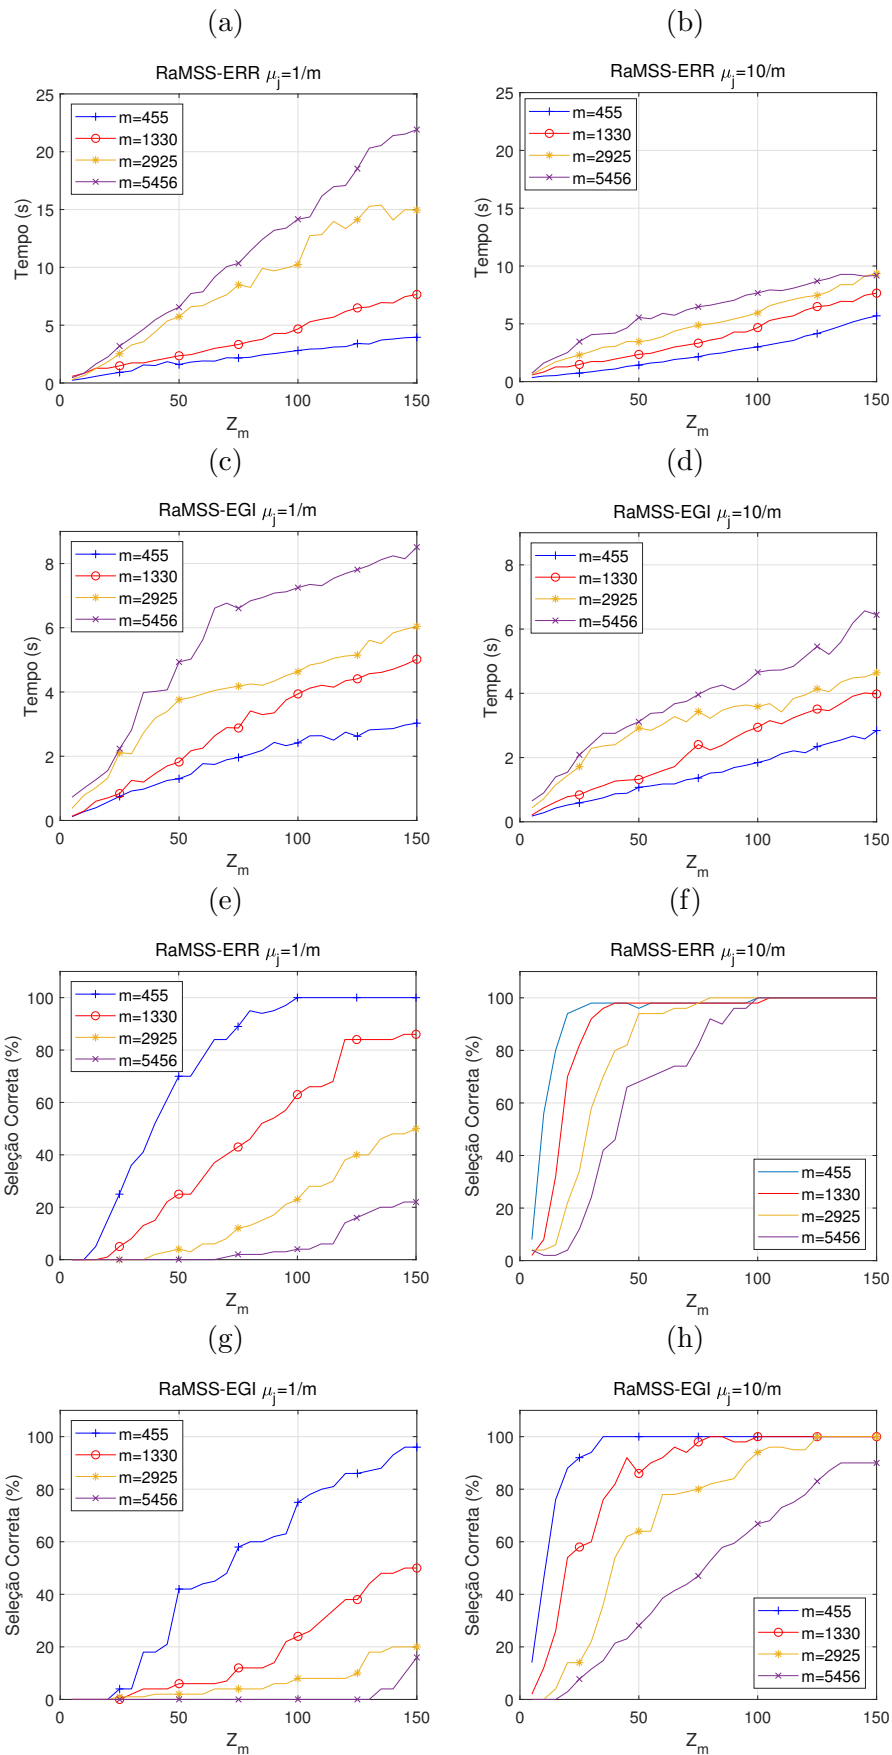 (a)
RaMSS-ERR μj=1/m
25
20
15
10
5
0
0
50
100
150
Tempo (s)
Zm
m=455
m=1330
m=2925
m=5456
(b)
RaMSS-ERR μj=10/m
25
20
15
10
5
0
0
50
100
150
Tempo (s)
Zm
m=455
m=1330
m=2925
m=5456
(c)
RaMSS-EGI μj=1/m
8
6
4
2
0
0
50
100
150
Tempo (s)
Zm
m=455
m=1330
m=2925
m=5456
(d)
RaMSS-EGI μj=10/m
8
6
4
2
0
0
50
100
150
Tempo (s)
Zm
m=455
m=1330
m=2925
m=5456
(e)
RaMSS-ERR μj=1/m
100
80
60
40
20
0
0
50
100
150
Seleção Correta (%)
Zm
m=455
m=1330
m=2925
m=5456
(f)
RaMSS-ERR μj=10/m
100
80
60
40
20
0
0
50
100
150
Seleção Correta (%)
Zm
m=455
m=1330
m=2925
m=5456
(g)
RaMSS-EGI μj=1/m
100
80
60
40
20
0
0
50
100
150
Seleção Correta (%)
Zm
m=455
m=1330
m=2925
m=5456
(h)
RaMSS-EGI μj=10/m
100
80
60
40
20
0
0
50
100
150
Seleção Correta (%)
Zm
m=455
m=1330
m=2925
m=5456